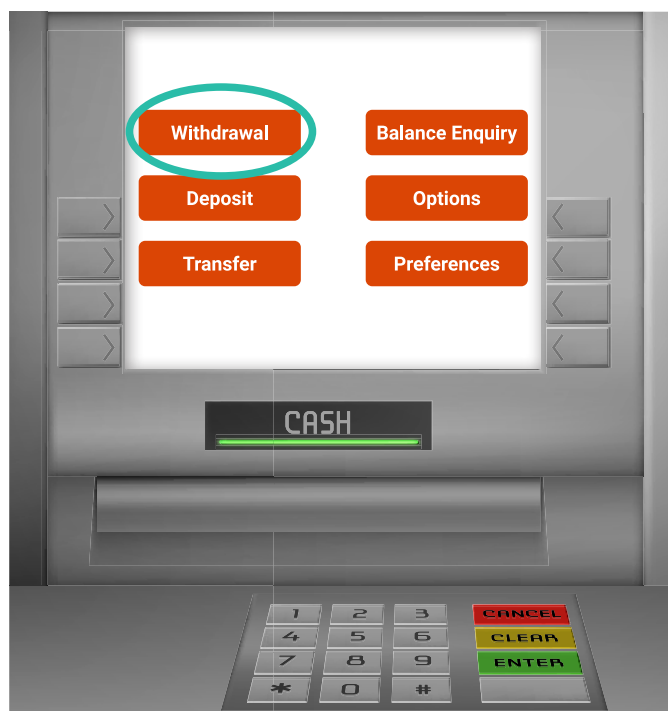 Withdrawal
Balance Enquiry
Deposit
Options
Transfer
Preferences
CASH
1 2 3 CANCEL
4 5 6 CLEAR
7 8 9 ENTER
* 0 #